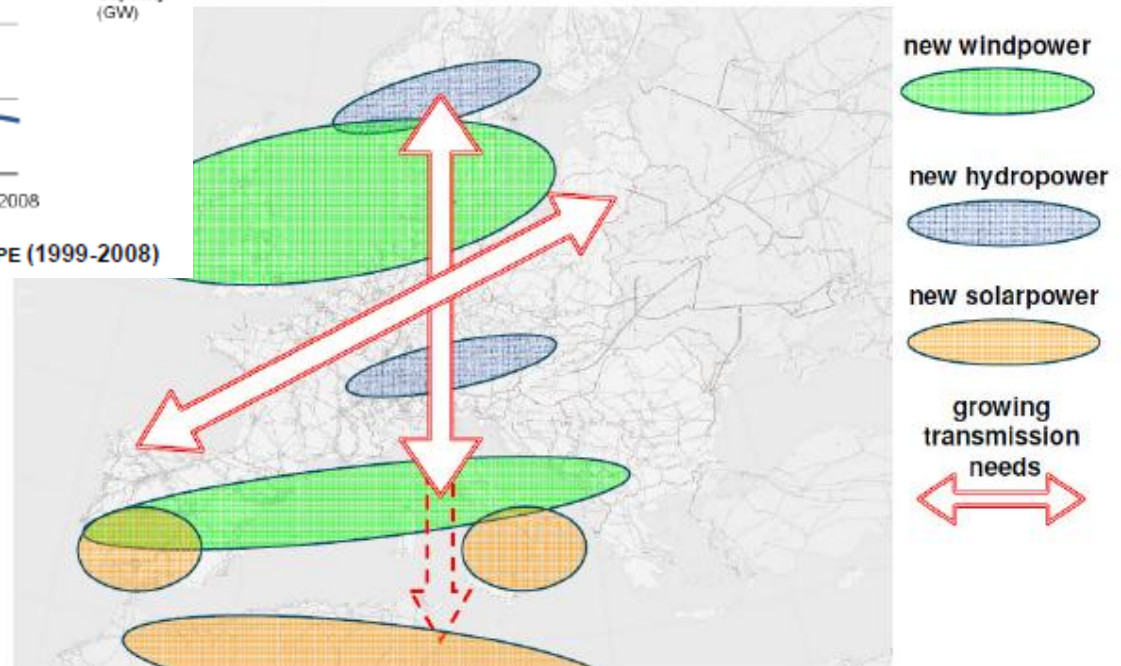 (GW)
2008
PE (1999-2008)
new windpower
new hydropower
new solarpower
growing
transmission
needs